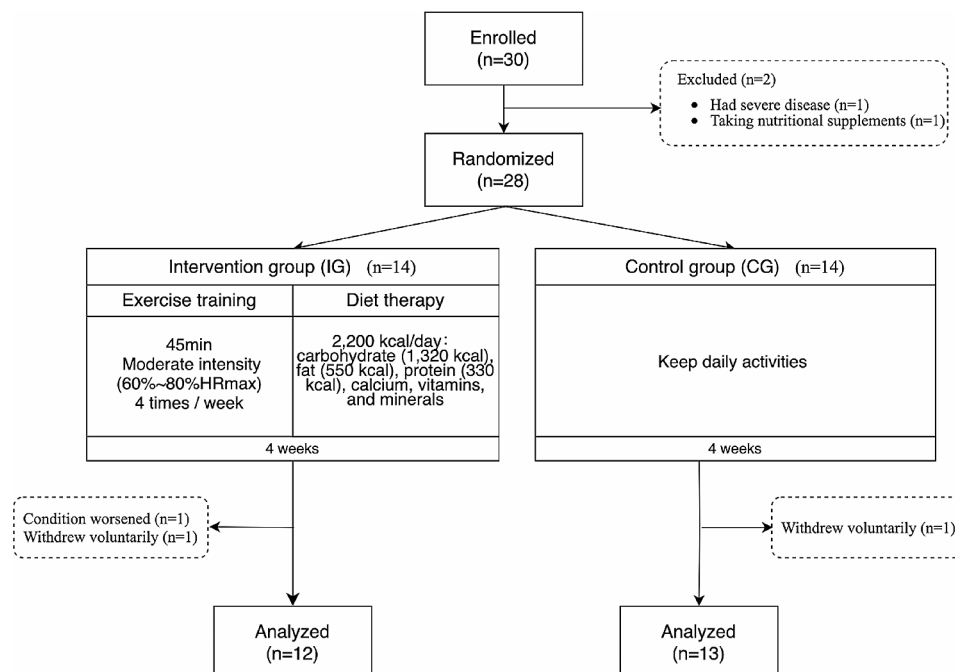 Enrolled
(n=30)
Excluded (n=2)
• Had severe disease (n=1)
• Taking nutritional supplements (n=1)
Randomized
(n=28)
Intervention group (IG) (n=14)
Exercise training
Diet therapy
45min
Moderate intensity
(60%~80%HRmax)
4 times / week
2,200 kcal/day:
carbohydrate (1,320 kcal),
fat (550 kcal), protein (330
kcal), calcium, vitamins,
and minerals
4 weeks
Control group (CG) (n=14)
Keep daily activities
4 weeks
Condition worsened (n=1)
Withdrew voluntarily (n=1)
Withdrew voluntarily (n=1)
Analyzed
(n=12)
Analyzed
(n=13)